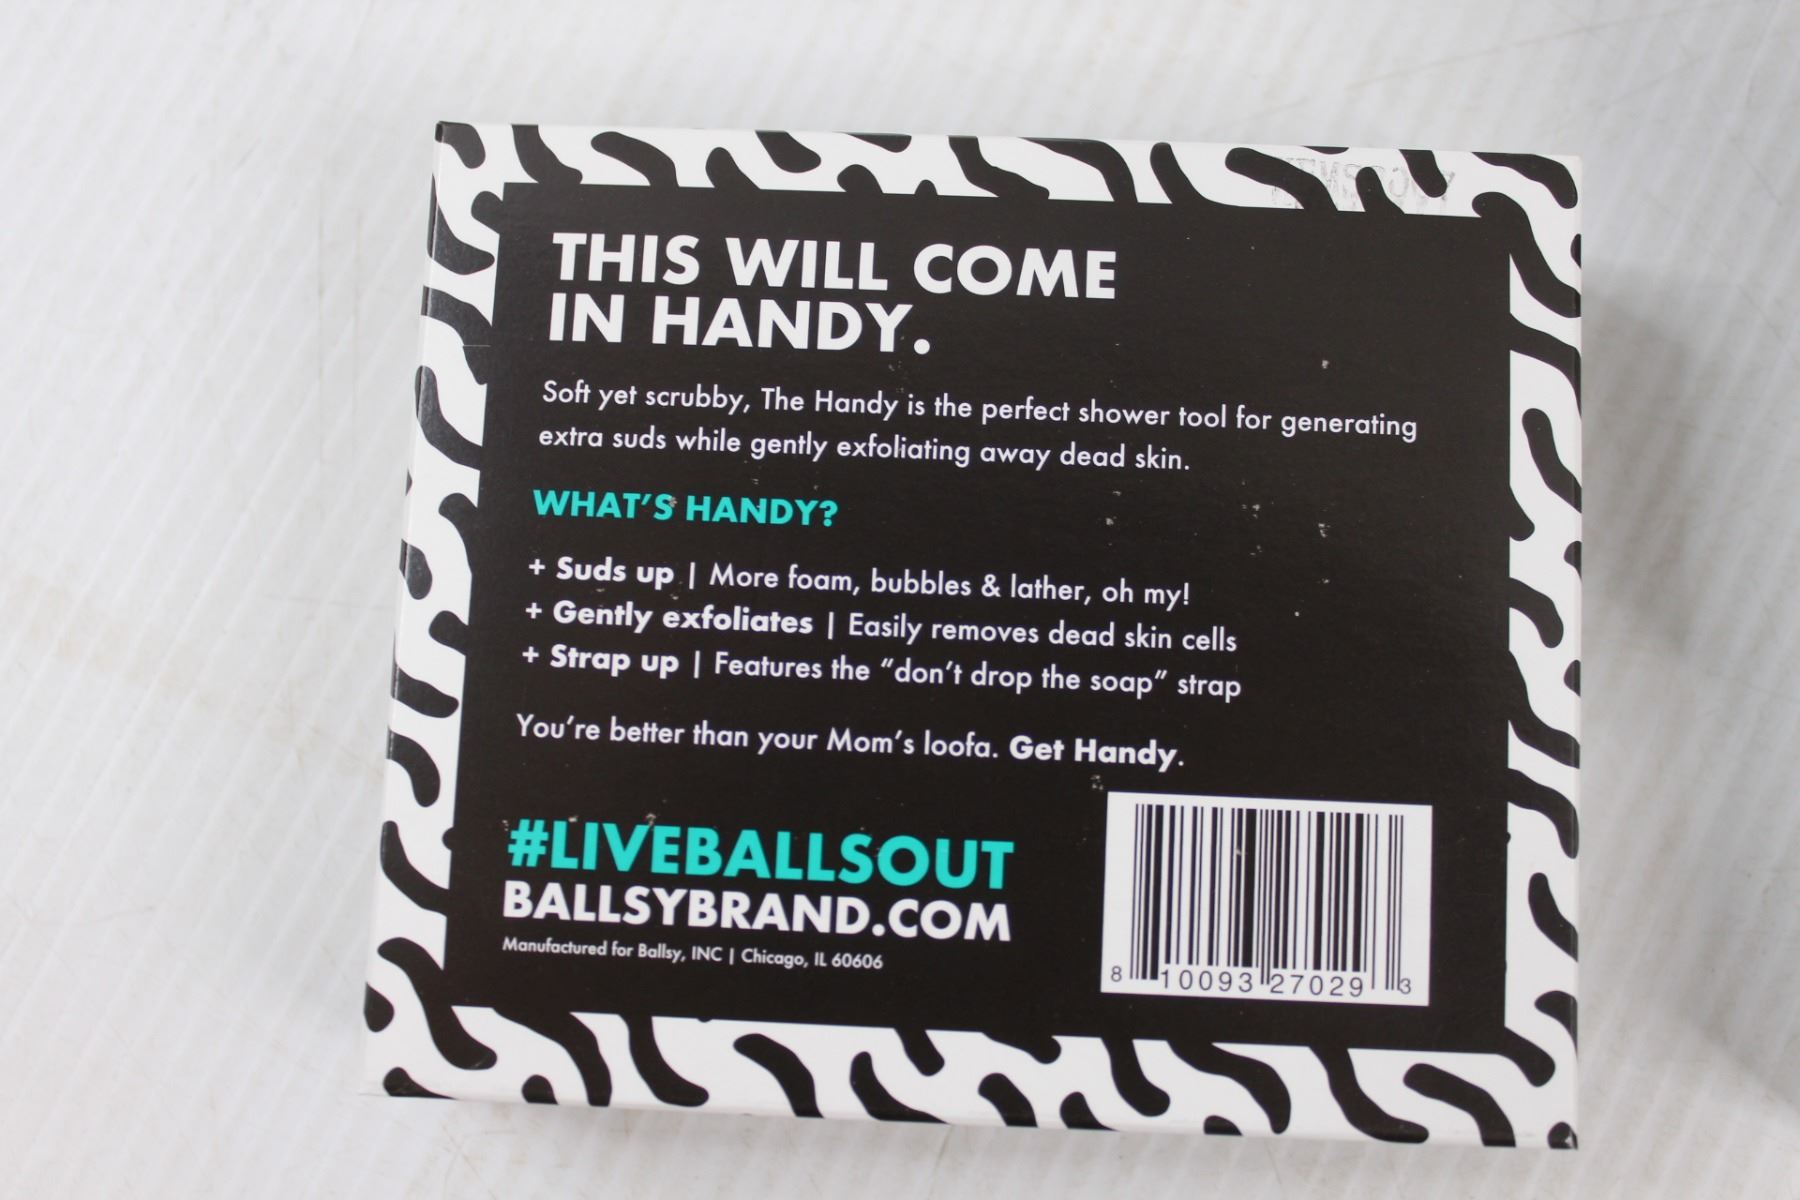 THIS WILL COME
IN HANDY.
Soft yet scrubby, The Handy is the perfect shower tool for generating
extra suds while gently exfoliating away dead skin.
WHAT'S HANDY?
+ Suds up | More foam, bubbles & lather, oh my!
+ Gently exfoliates | Easily removes dead skin cells
+ Strap up | Features the “don't drop the soap” strap
You're better than your Mom's loofa. Get Handy.
#LIVEBALLSOUT
BALLSYBRAND.COM
Manufactured for Ballsy, INC | Chicago, IL 60606
8 10093 27029 3